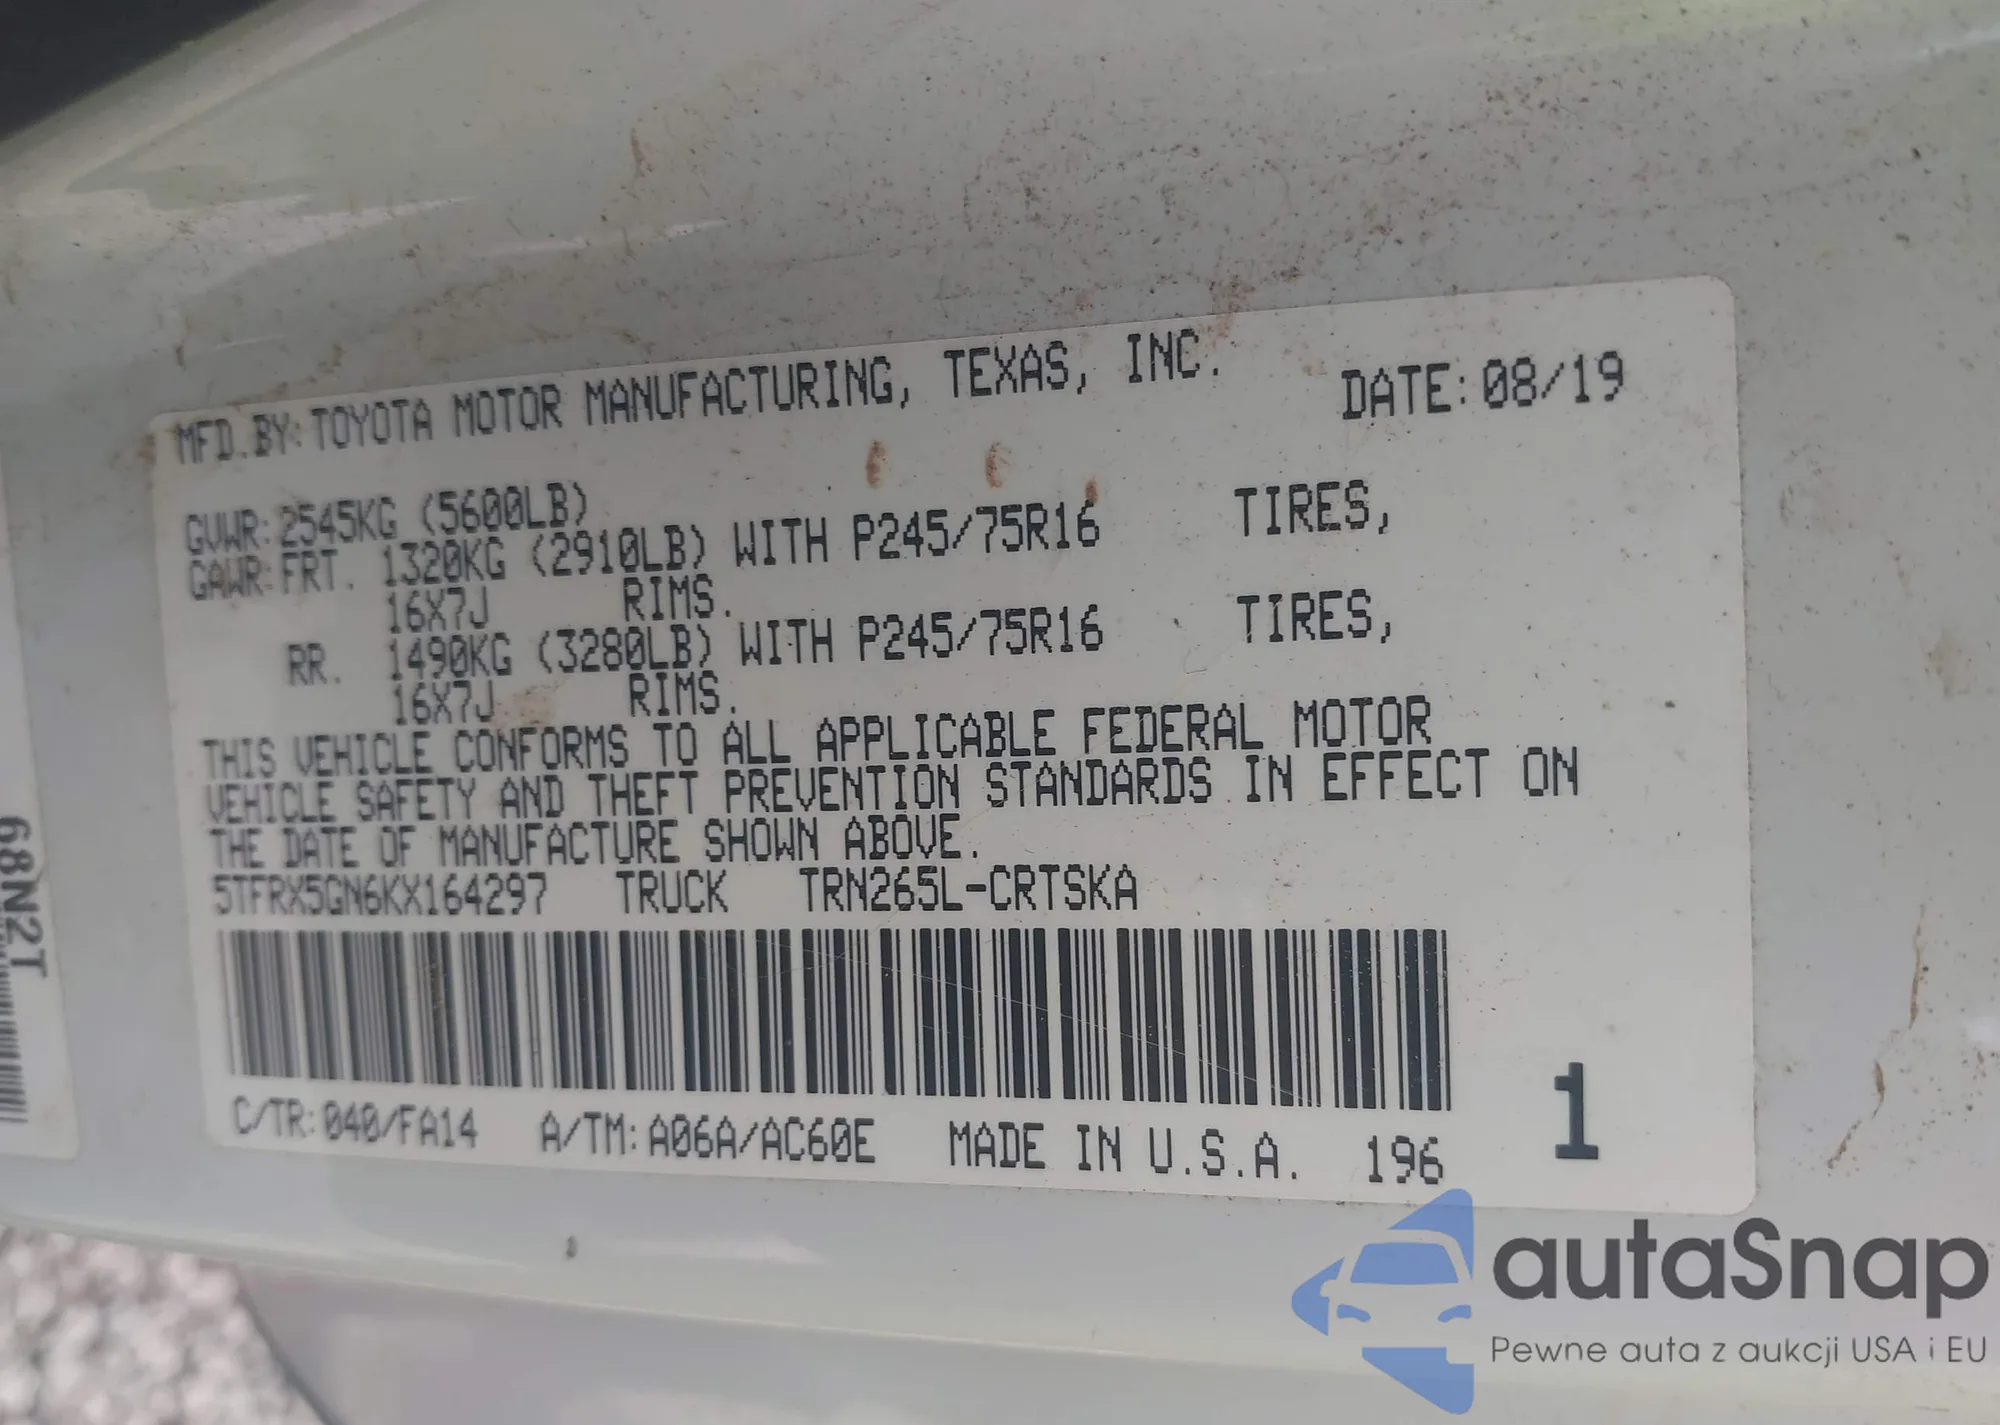 MFD.BY:TOYOTA MOTOR MANUFACTURING, TEXAS, INC.
DATE:08/19
GVWR:2545KG (5600LB)
GAWR:FRT. 1320KG (2910LB) WITH P245/75R16 TIRES,
16X7J RIMS.
RR. 1490KG (3280LB) WITH P245/75R16 TIRES,
16X7J RIMS.
THIS VEHICLE CONFORMS TO ALL APPLICABLE FEDERAL MOTOR
VEHICLE SAFETY AND THEFT PREVENTION STANDARDS IN EFFECT ON
THE DATE OF MANUFACTURE SHOWN ABOVE.
5TFRX5GN6KX164297 TRUCK TRN265L-CRTSKA
C/TR:040/FA14 A/TM:A06A/AC60E MADE IN U.S.A. 196
1
68N2T
autaSnap
Pewne auta z aukcji USA i EU